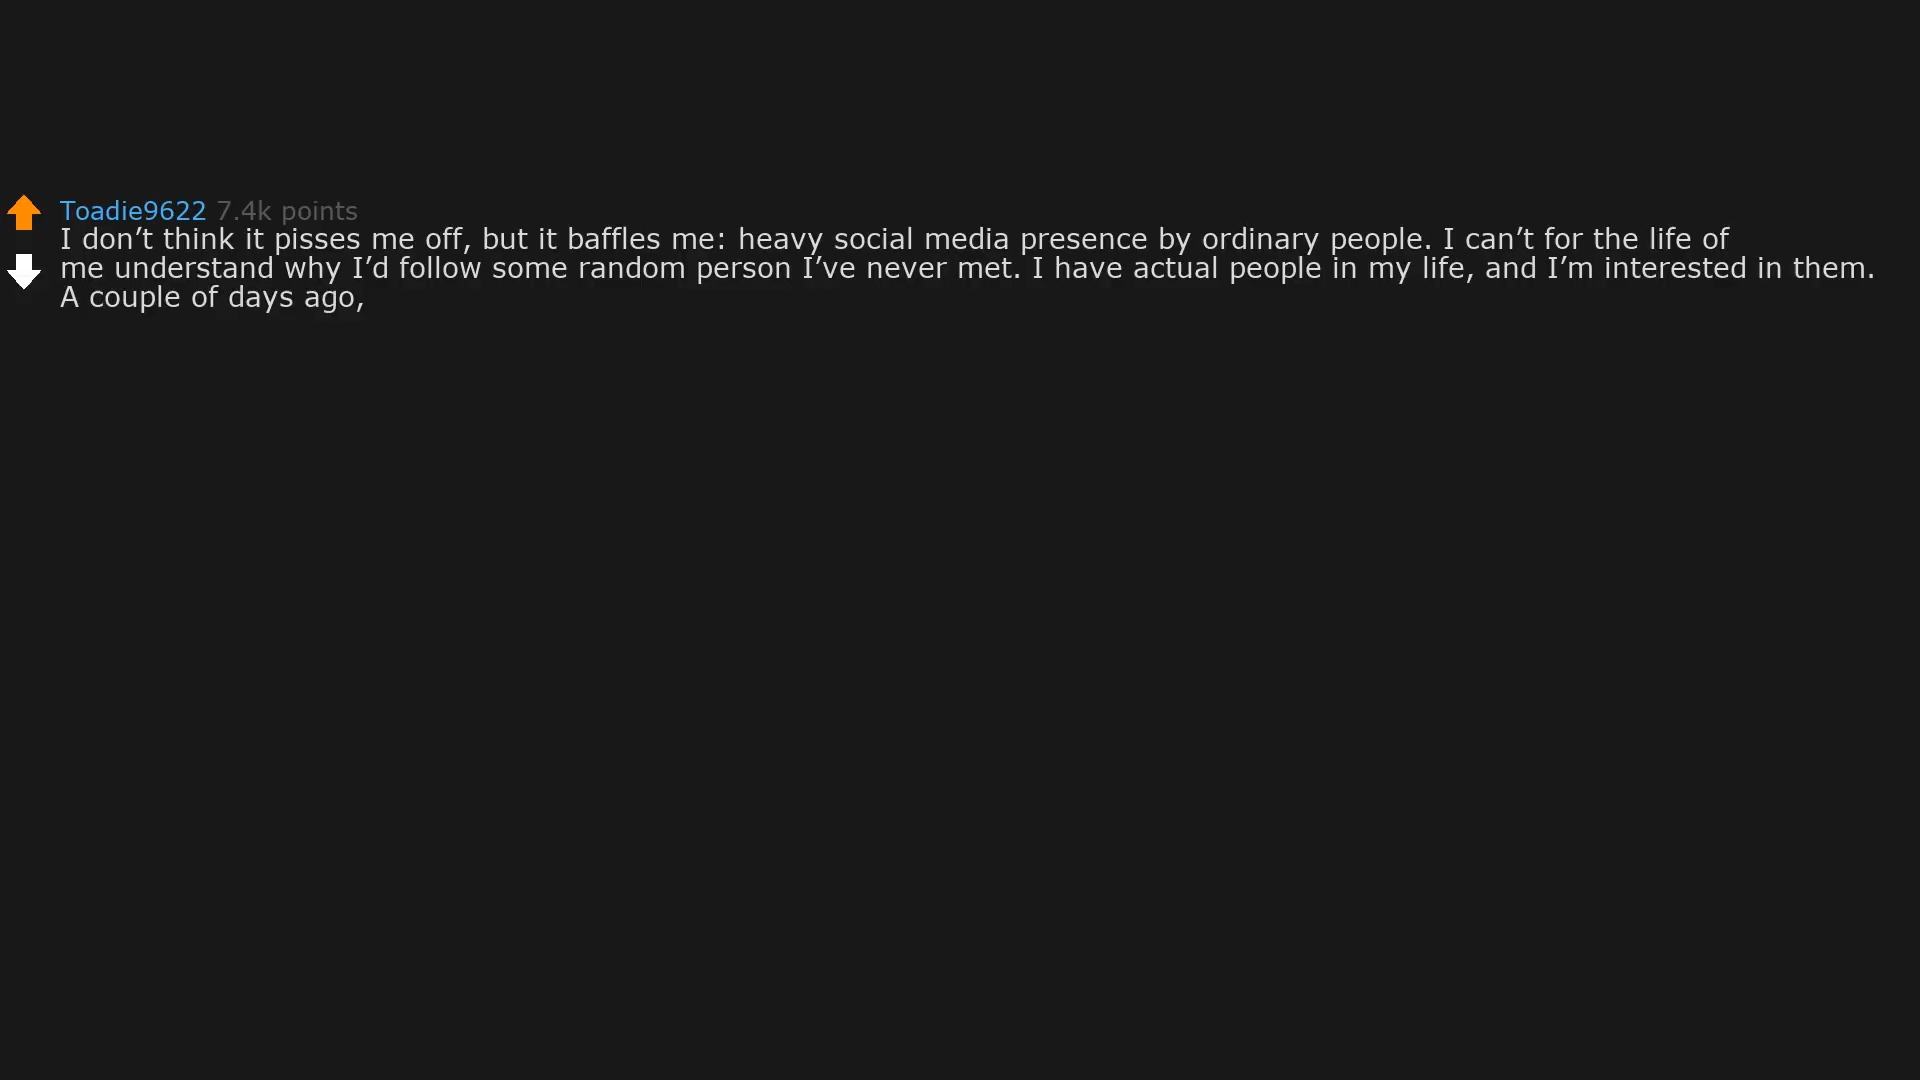 Toadie9622 7.4k points
I don’t think it pisses me off, but it baffles me: heavy social media presence by ordinary people. I can’t for the life of
me understand why I’d follow some random person I’ve never met. I have actual people in my life, and I’m interested in them.
A couple of days ago,